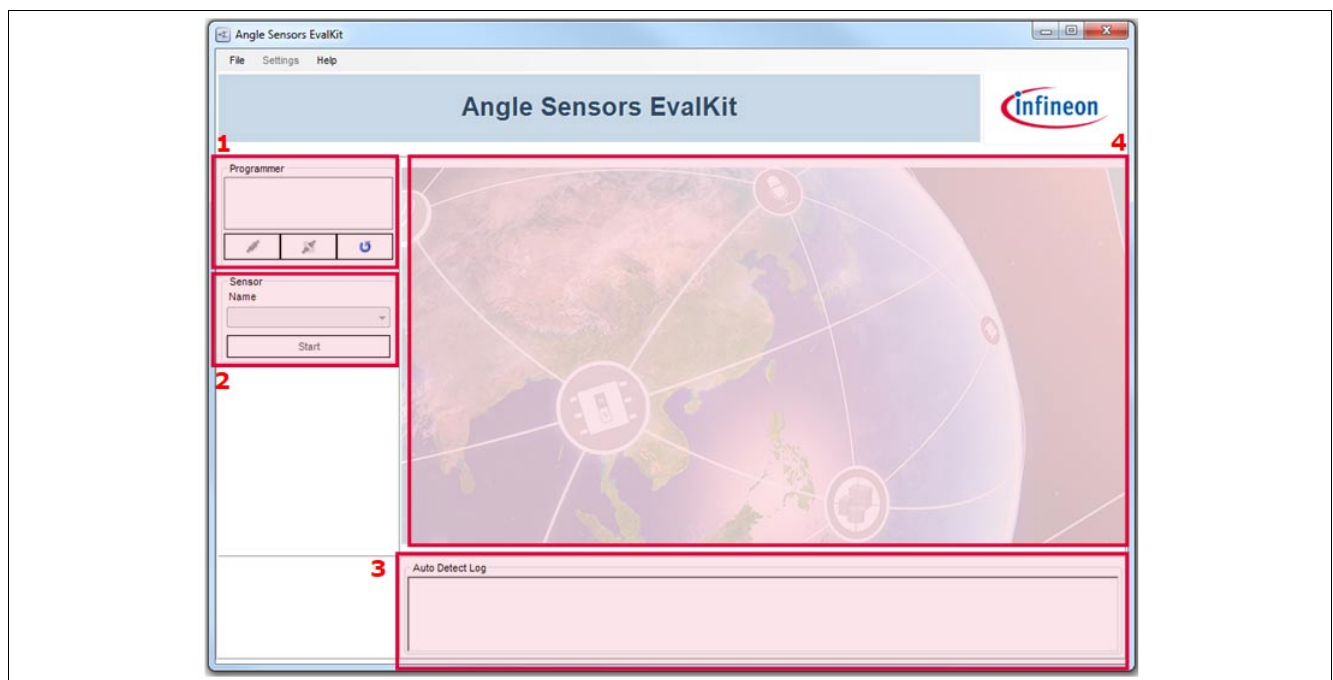 Angle Sensors EvalKit
File Settings Help
Angle Sensors EvalKit
infineon
1
4
Programmer
Sensor
Name
Start
2
3
Auto Detect Log